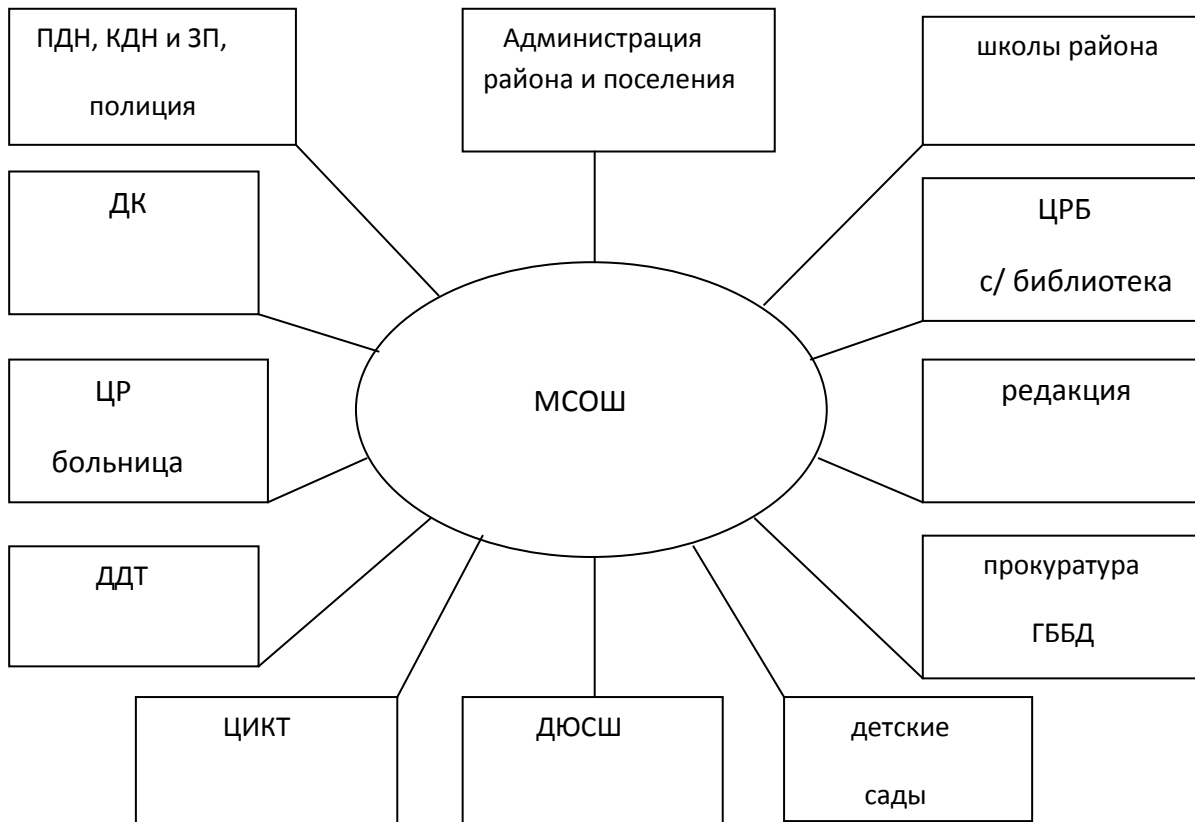 ПДН, КДН и ЗП,
полиция
Администрация
района и поселения
школы района
ДК
ЦРБ
с/ библиотека
ЦР
больница
МСОШ
редакция
ДДТ
прокуратура
ГББД
ЦИКТ
ДЮСШ
детские
сады